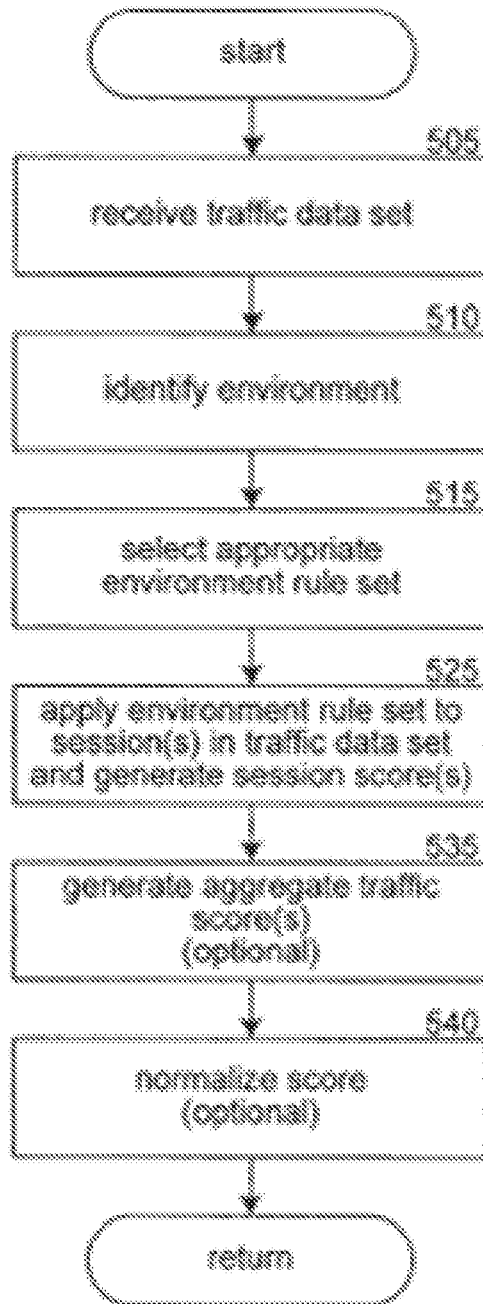 start
505
receive traffic data set
510
identify environment
515
select appropriate
environment rule set
525
apply environment rule set to
session(s) in traffic data set
and generate session score(s)
535
generate aggregate traffic
score(s)
(optional)
540
normalize score
(optional)
return